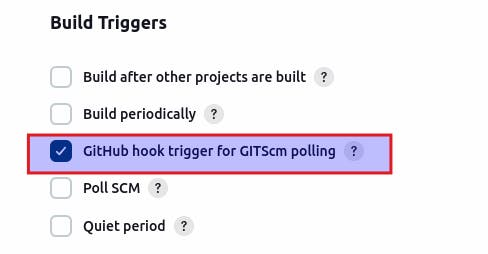 Build Triggers
Build after other projects are built ?
Build periodically ?
GitHub hook trigger for GITScm polling ?
Poll SCM ?
Quiet period ?